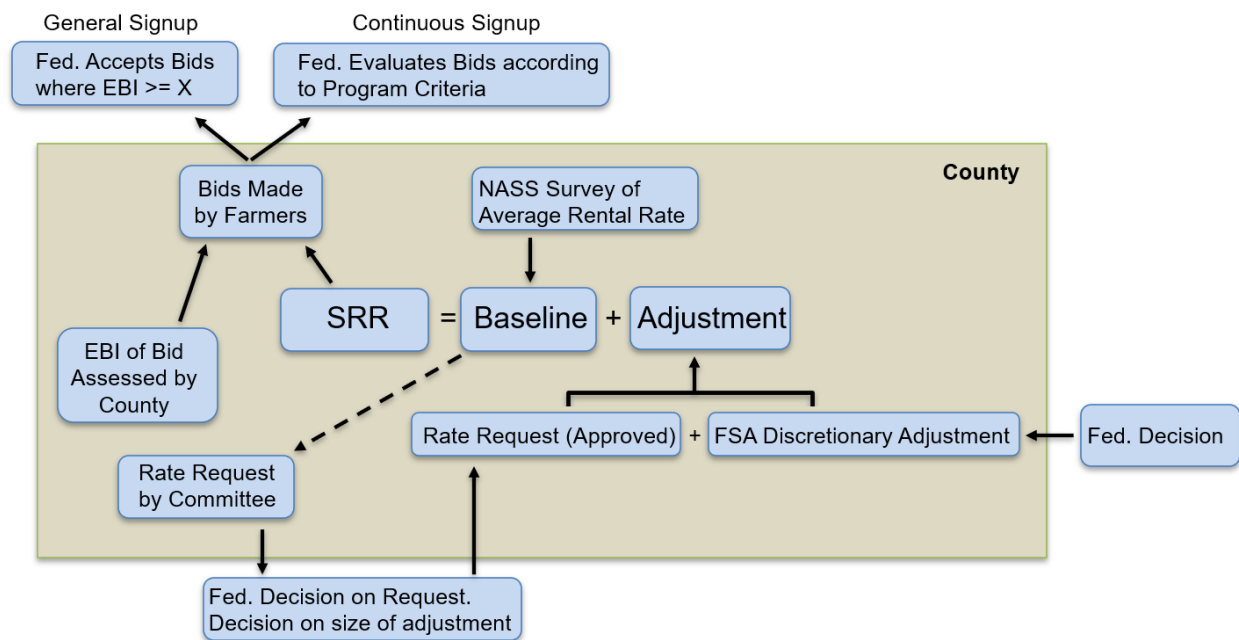 General Signup
Continuous Signup
Fed. Accepts Bids
where EBI >= X
Fed. Evaluates Bids according
to Program Criteria
County
Bids Made
by Farmers
NASS Survey of
Average Rental Rate
SRR = Baseline + Adjustment
EBI of Bid
Assessed by
County
Rate Request (Approved) + FSA Discretionary Adjustment
Fed. Decision
Rate Request
by Committee
Fed. Decision on Request.
Decision on size of adjustment